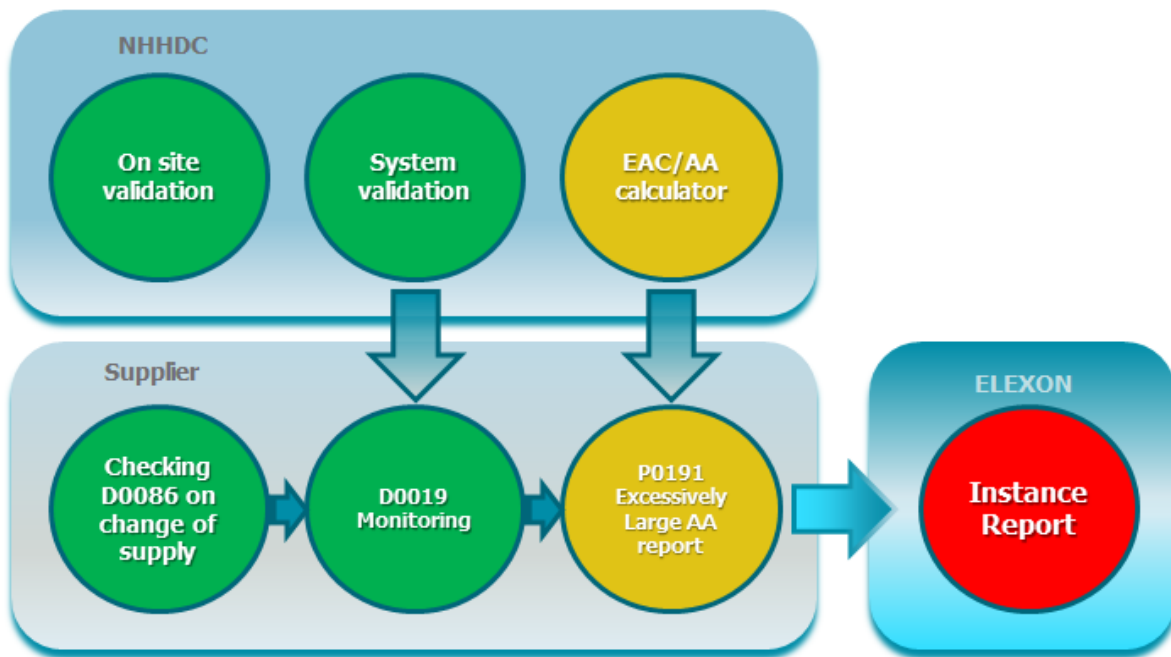 NHHDC
On site
validation
System
validation
EAC/AA
calculator
Supplier
Checking
D0086 on
change of
supply
D0019
Monitoring
P0191
Excessively
Large AA
report
ELEXON
Instance
Report